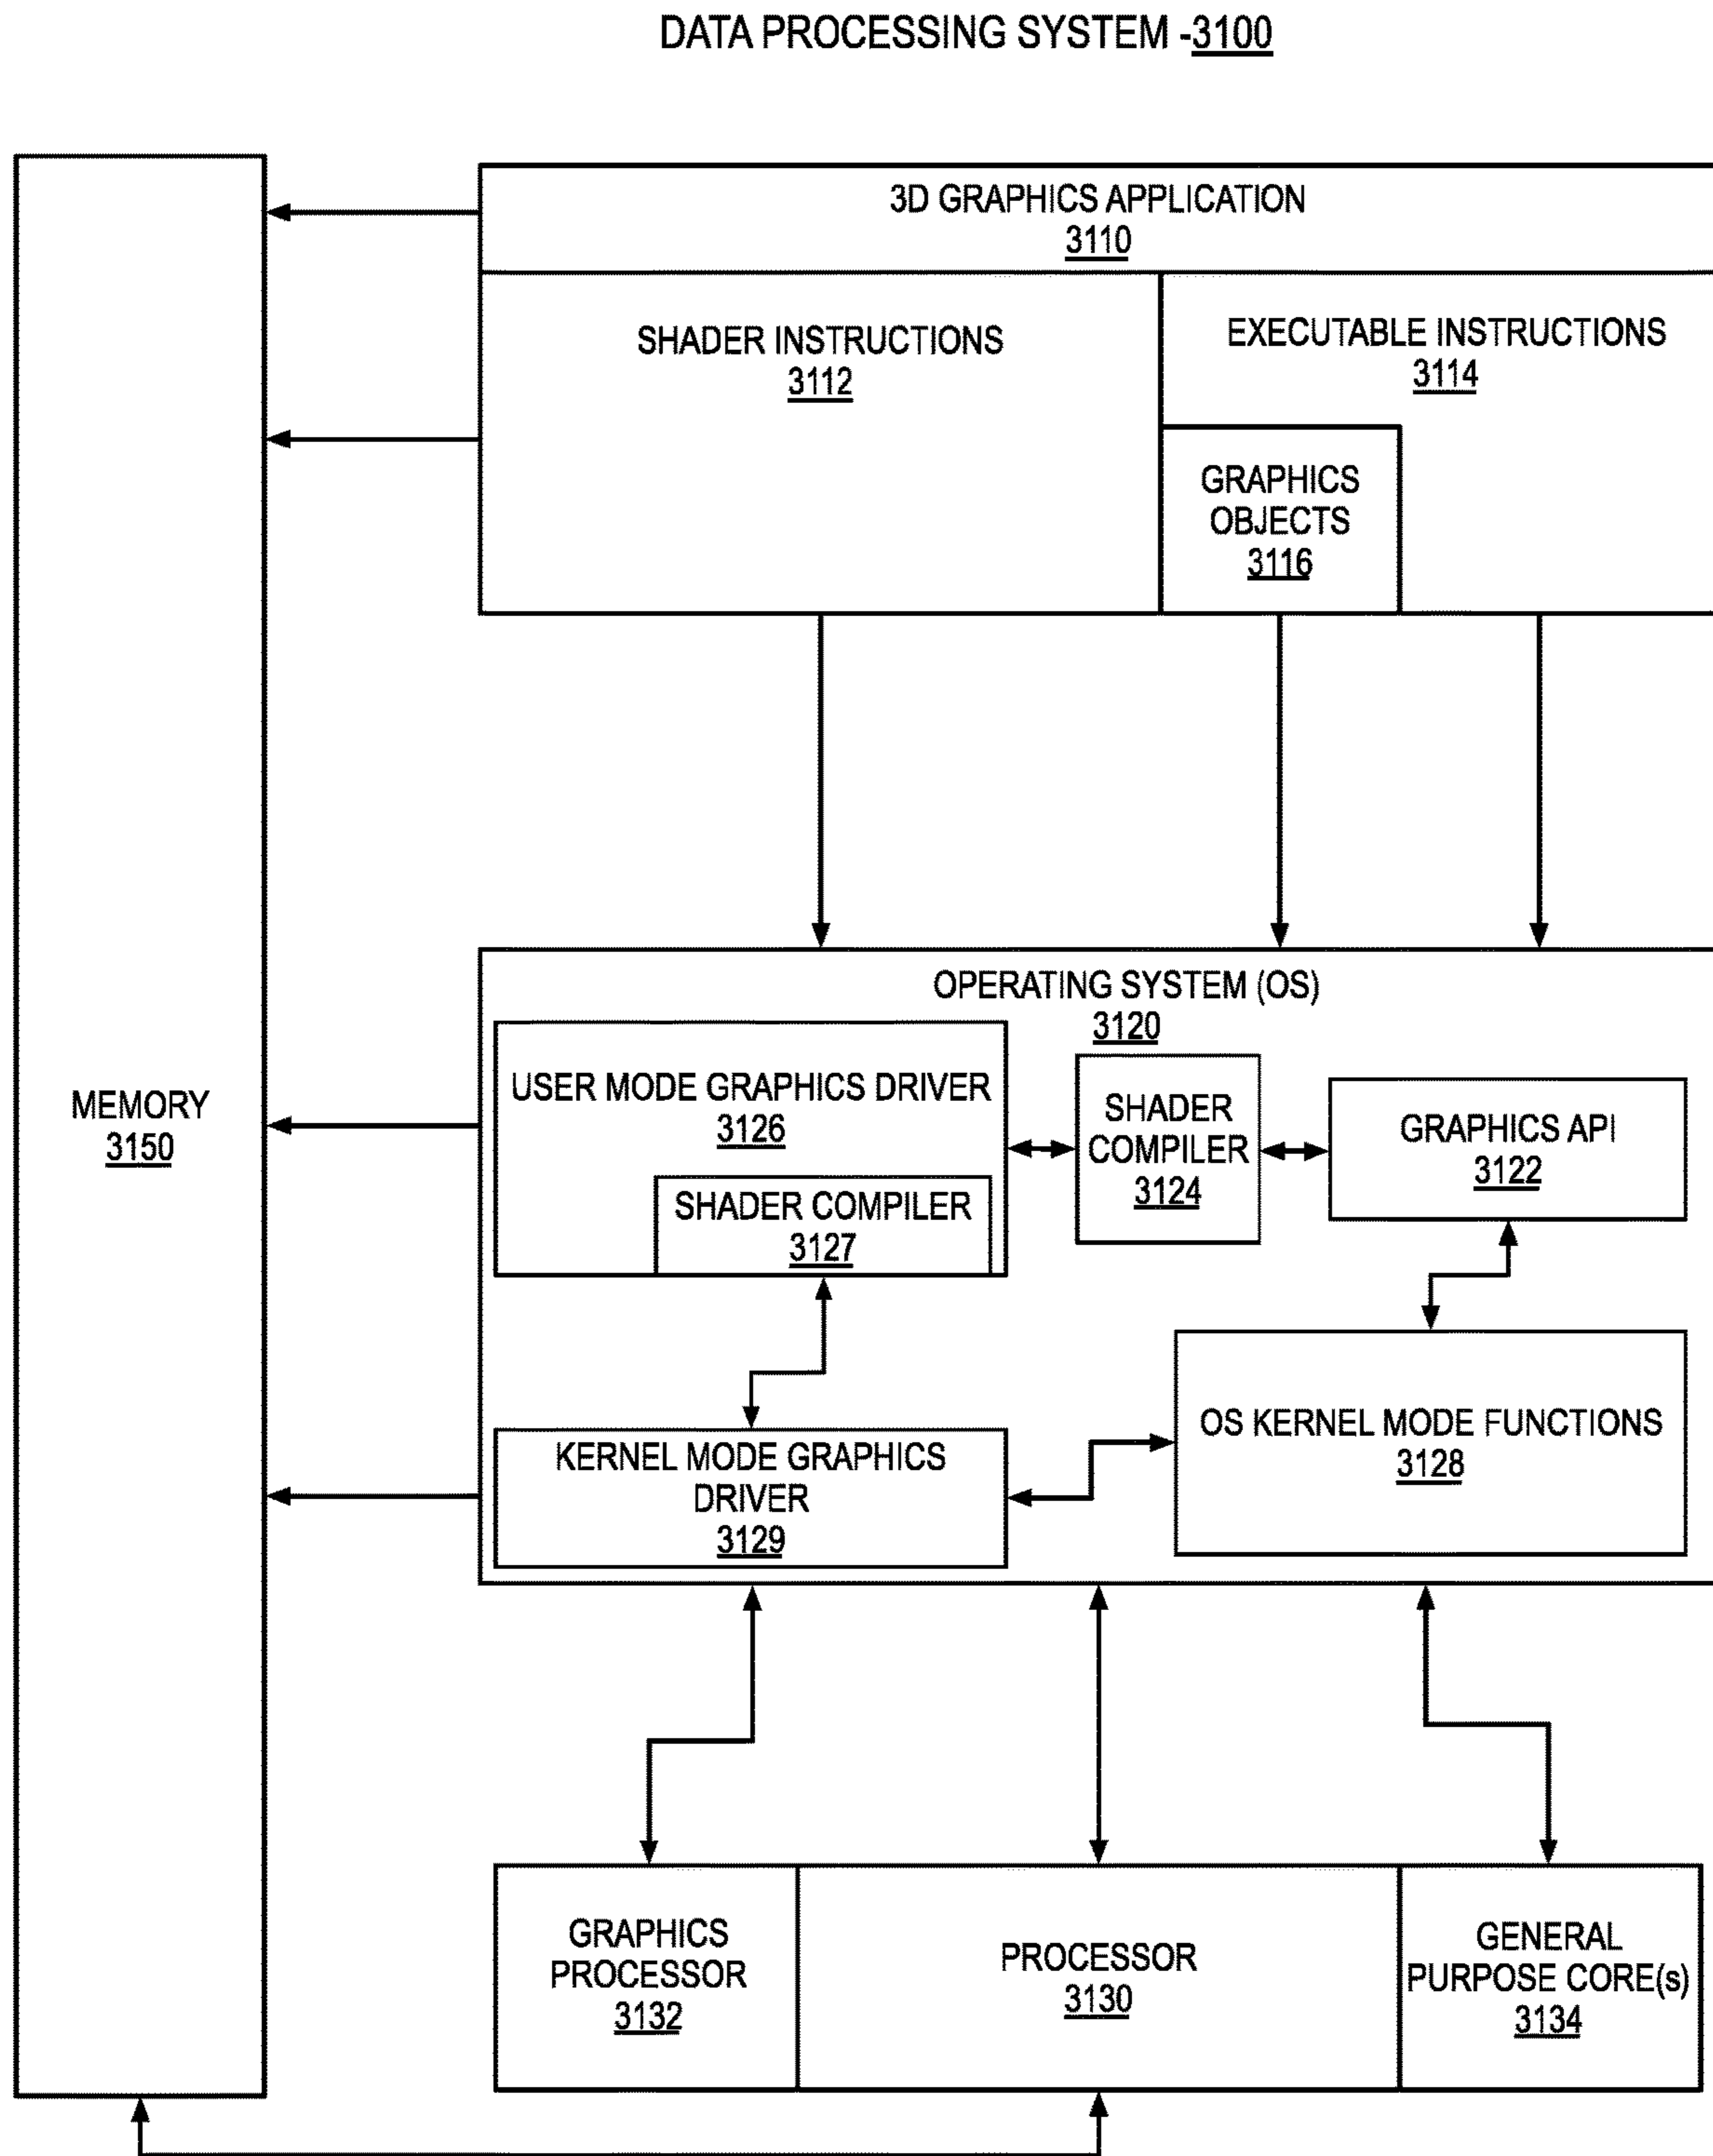 DATA PROCESSING SYSTEM -3100
3D GRAPHICS APPLICATION
3110
SHADER INSTRUCTIONS
3112
EXECUTABLE INSTRUCTIONS
3114
GRAPHICS
OBJECTS
3116
MEMORY
3150
OPERATING SYSTEM (OS)
3120
USER MODE GRAPHICS DRIVER
3126
SHADER COMPILER
3127
SHADER
COMPILER
3124
GRAPHICS API
3122
KERNEL MODE GRAPHICS
DRIVER
3129
OS KERNEL MODE FUNCTIONS
3128
GRAPHICS
PROCESSOR
3132
PROCESSOR
3130
GENERAL
PURPOSE CORE(s)
3134